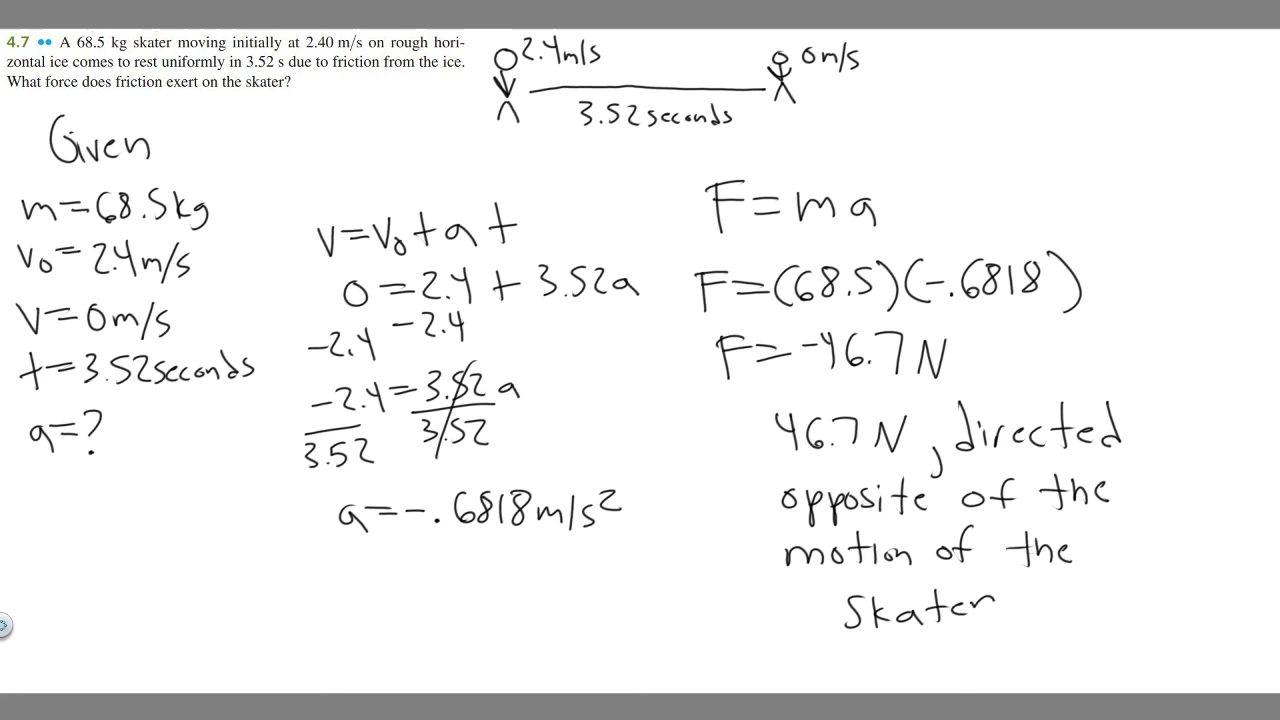 4.7 •• A 68.5 kg skater moving initially at 2.40 m/s on rough hori-
zontal ice comes to rest uniformly in 3.52 s due to friction from the ice.
What force does friction exert on the skater?
2.4m/s
0m/s
3.52seconds
Given
m=68.5kg
v₀=2.4m/s
v=0m/s
t=3.52seconds
a=?
v=v₀+at
0=2.4+3.52a
-2.4 -2.4
-2.4=3.52a
3.52 3.52
a=-.6818m/s²
F=ma
F=(68.5)(-.6818)
F=-46.7N
46.7N, directed
opposite of the
motion of the
skater